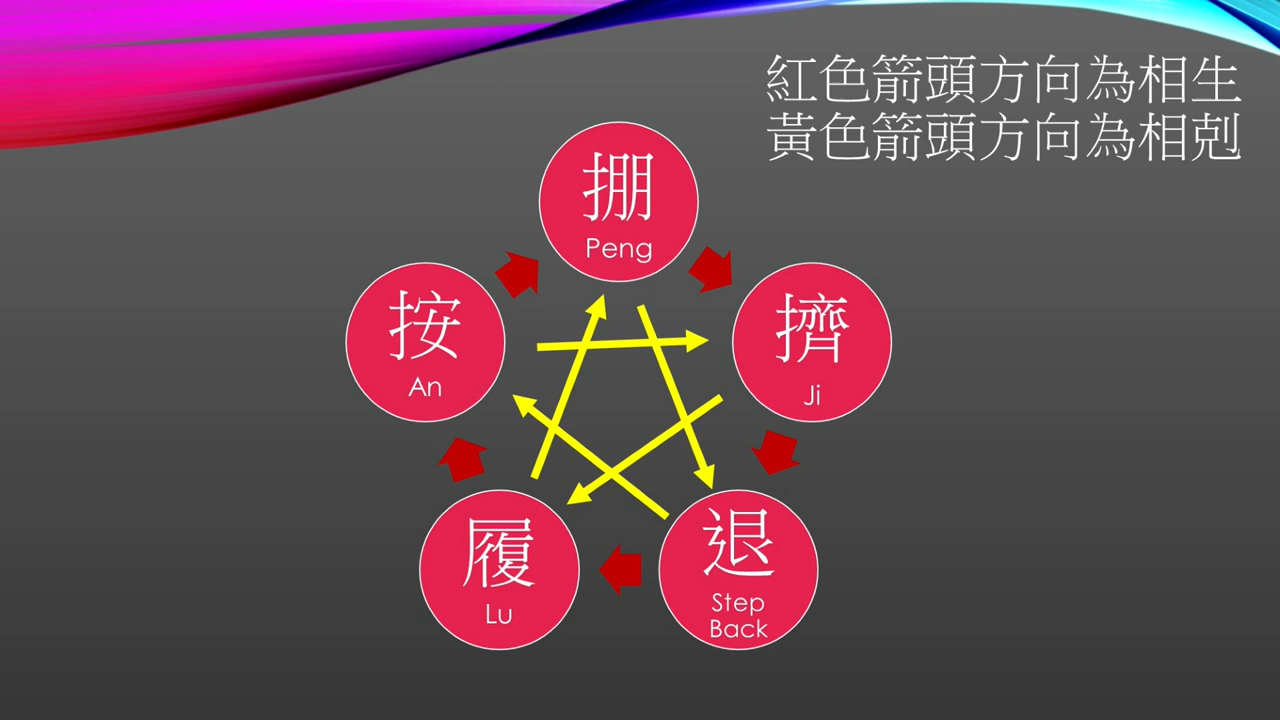 紅色箭頭方向為相生
黃色箭頭方向為相剋
掤
Peng
按
An
擠
Ji
履
Lu
退
Step
Back